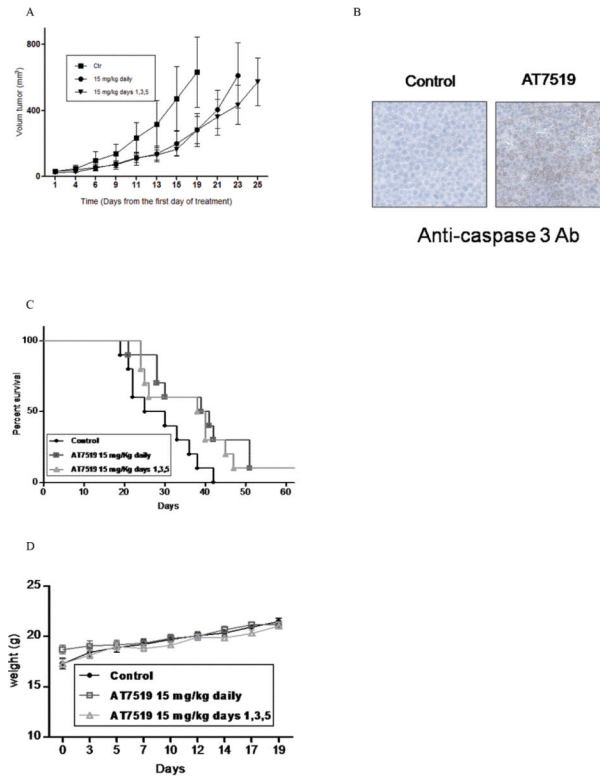 A
800
400
0
Volum tumor (mm³)
Ctr
15 mg/kg daily
15 mg/kg days 1,3,5
1 4 6 9 11 13 15 19 21 23 25
Time (Days from the first day of treatment)
B
Control AT7519
Anti-caspase 3 Ab
C
100
50
0
Percent survival
Control
AT7519 15 mg/Kg daily
AT7519 15 mg/Kg days 1,3,5
0 10 20 30 40 50 60
Days
D
25
20
15
10
weight (g)
Control
AT7519 15 mg/kg daily
AT7519 15 mg/kg days 1,3,5
0 3 5 7 10 12 14 17 19
Days